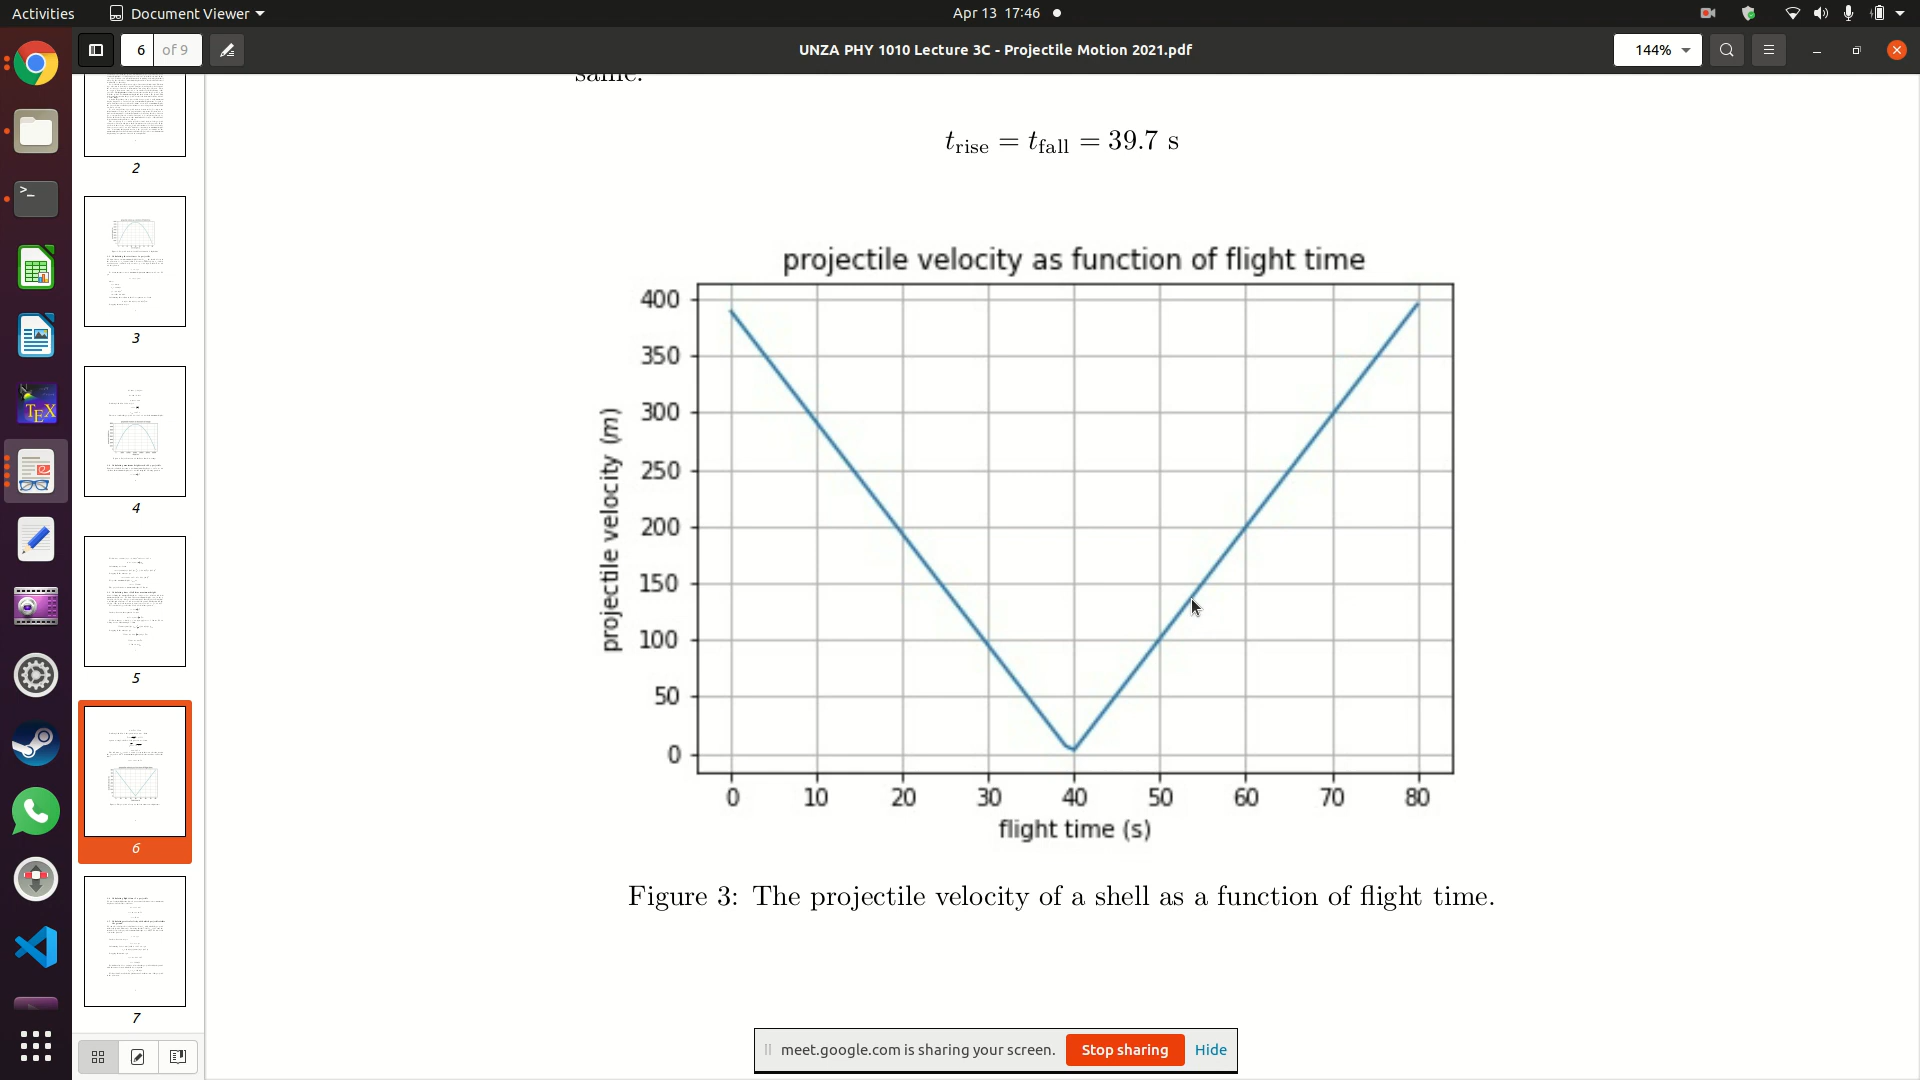 Activities
Document Viewer
Apr 13 17:46
6 of 9
UNZA PHY 1010 Lecture 3C - Projectile Motion 2021.pdf
144%
2
3
4
5
6
7
same.
t_rise = t_fall = 39.7 s
projectile velocity as function of flight time
projectile velocity (m)
400
350
300
250
200
150
100
50
0
0 10 20 30 40 50 60 70 80
flight time (s)
Figure 3: The projectile velocity of a shell as a function of flight time.
meet.google.com is sharing your screen. Stop sharing Hide
>_
TEX